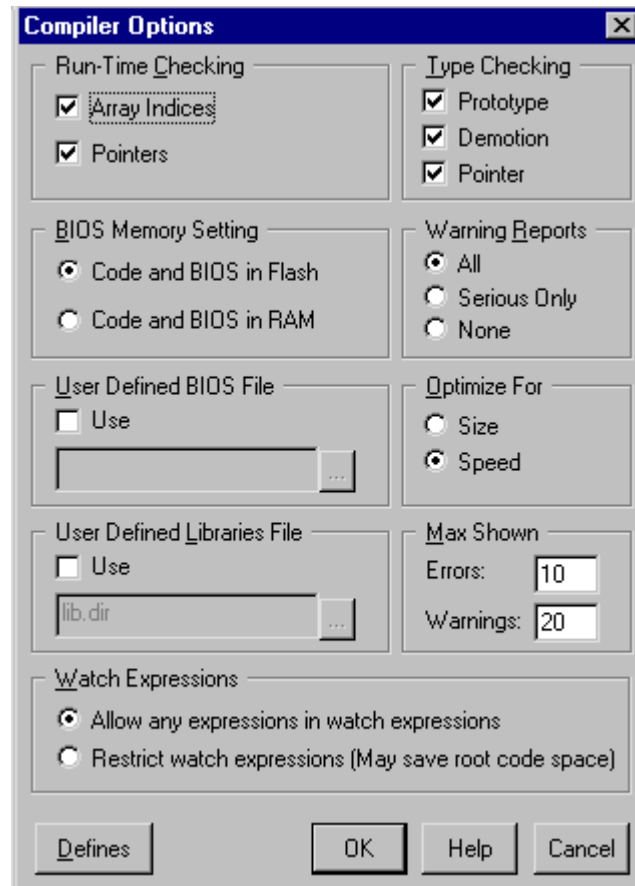 Compiler Options
Run-Time Checking
Array Indices
Pointers
Type Checking
Prototype
Demotion
Pointer
BIOS Memory Setting
Code and BIOS in Flash
Code and BIOS in RAM
Warning Reports
All
Serious Only
None
User Defined BIOS File
Use
...
Optimize For
Size
Speed
User Defined Libraries File
Use
lib.dir
...
Max Shown
Errors: 10
Warnings: 20
Watch Expressions
Allow any expressions in watch expressions
Restrict watch expressions (May save root code space)
Defines OK Help Cancel